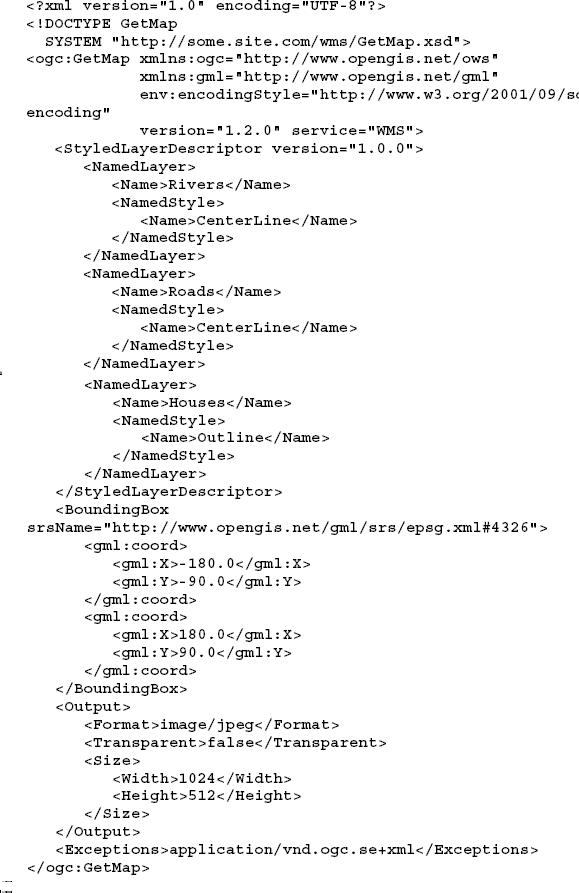 <?xml version="1.0" encoding="UTF-8"?>
<!DOCTYPE GetMap
SYSTEM "http://some.site.com/wms/GetMap.xsd">
<ogc:GetMap xmlns:ogc="http://www.opengis.net/ows"
xmlns:gml="http://www.opengis.net/gml"
env:encodingStyle="http://www.w3.org/2001/09/so
encoding"
version="1.2.0" service="WMS">
<StyledLayerDescriptor version="1.0.0">
<NamedLayer>
<Name>Rivers</Name>
<NamedStyle>
<Name>CenterLine</Name>
</NamedStyle>
</NamedLayer>
<NamedLayer>
<Name>Roads</Name>
<NamedStyle>
<Name>CenterLine</Name>
</NamedStyle>
</NamedLayer>
<NamedLayer>
<Name>Houses</Name>
<NamedStyle>
<Name>Outline</Name>
</NamedStyle>
</NamedLayer>
</StyledLayerDescriptor>
<BoundingBox
srsName="http://www.opengis.net/gml/srs/epsg.xml#4326">
<gml:coord>
<gml:X>-180.0</gml:X>
<gml:Y>-90.0</gml:Y>
</gml:coord>
<gml:coord>
<gml:X>180.0</gml:X>
<gml:Y>90.0</gml:Y>
</gml:coord>
</BoundingBox>
<Output>
<Format>image/jpeg</Format>
<Transparent>false</Transparent>
<Size>
<Width>1024</Width>
<Height>512</Height>
</Size>
</Output>
<Exceptions>application/vnd.ogc.se+xml</Exceptions>
</ogc:GetMap>